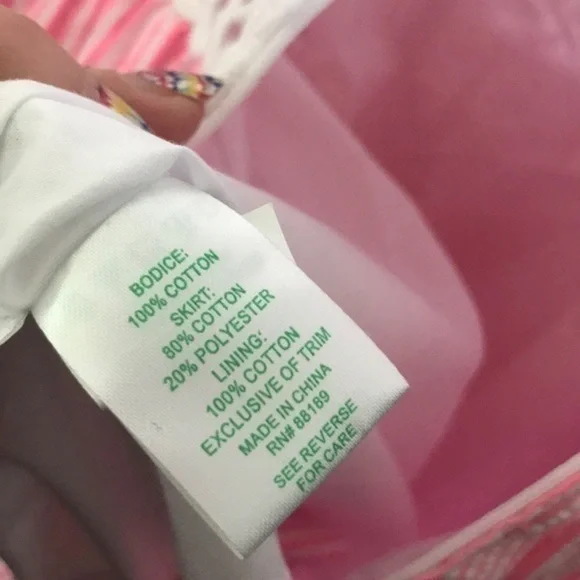 BODICE:
100% COTTON
SKIRT:
80% COTTON
20% POLYESTER
LINING:
100% COTTON
EXCLUSIVE OF TRIM
MADE IN CHINA
RN# 88189
SEE REVERSE
FOR CARE